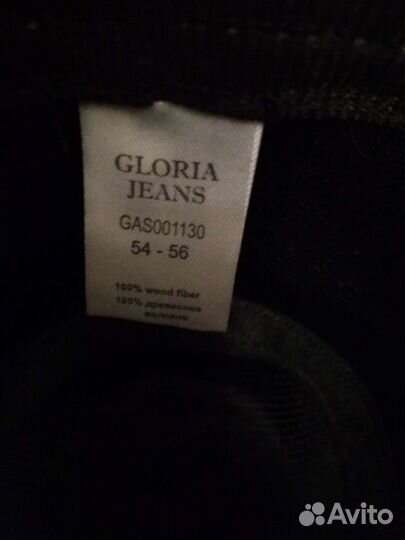 GLORIA
JEANS
GAS001130
54 - 56
100% wood fiber
100% древесное
волокно
Avito